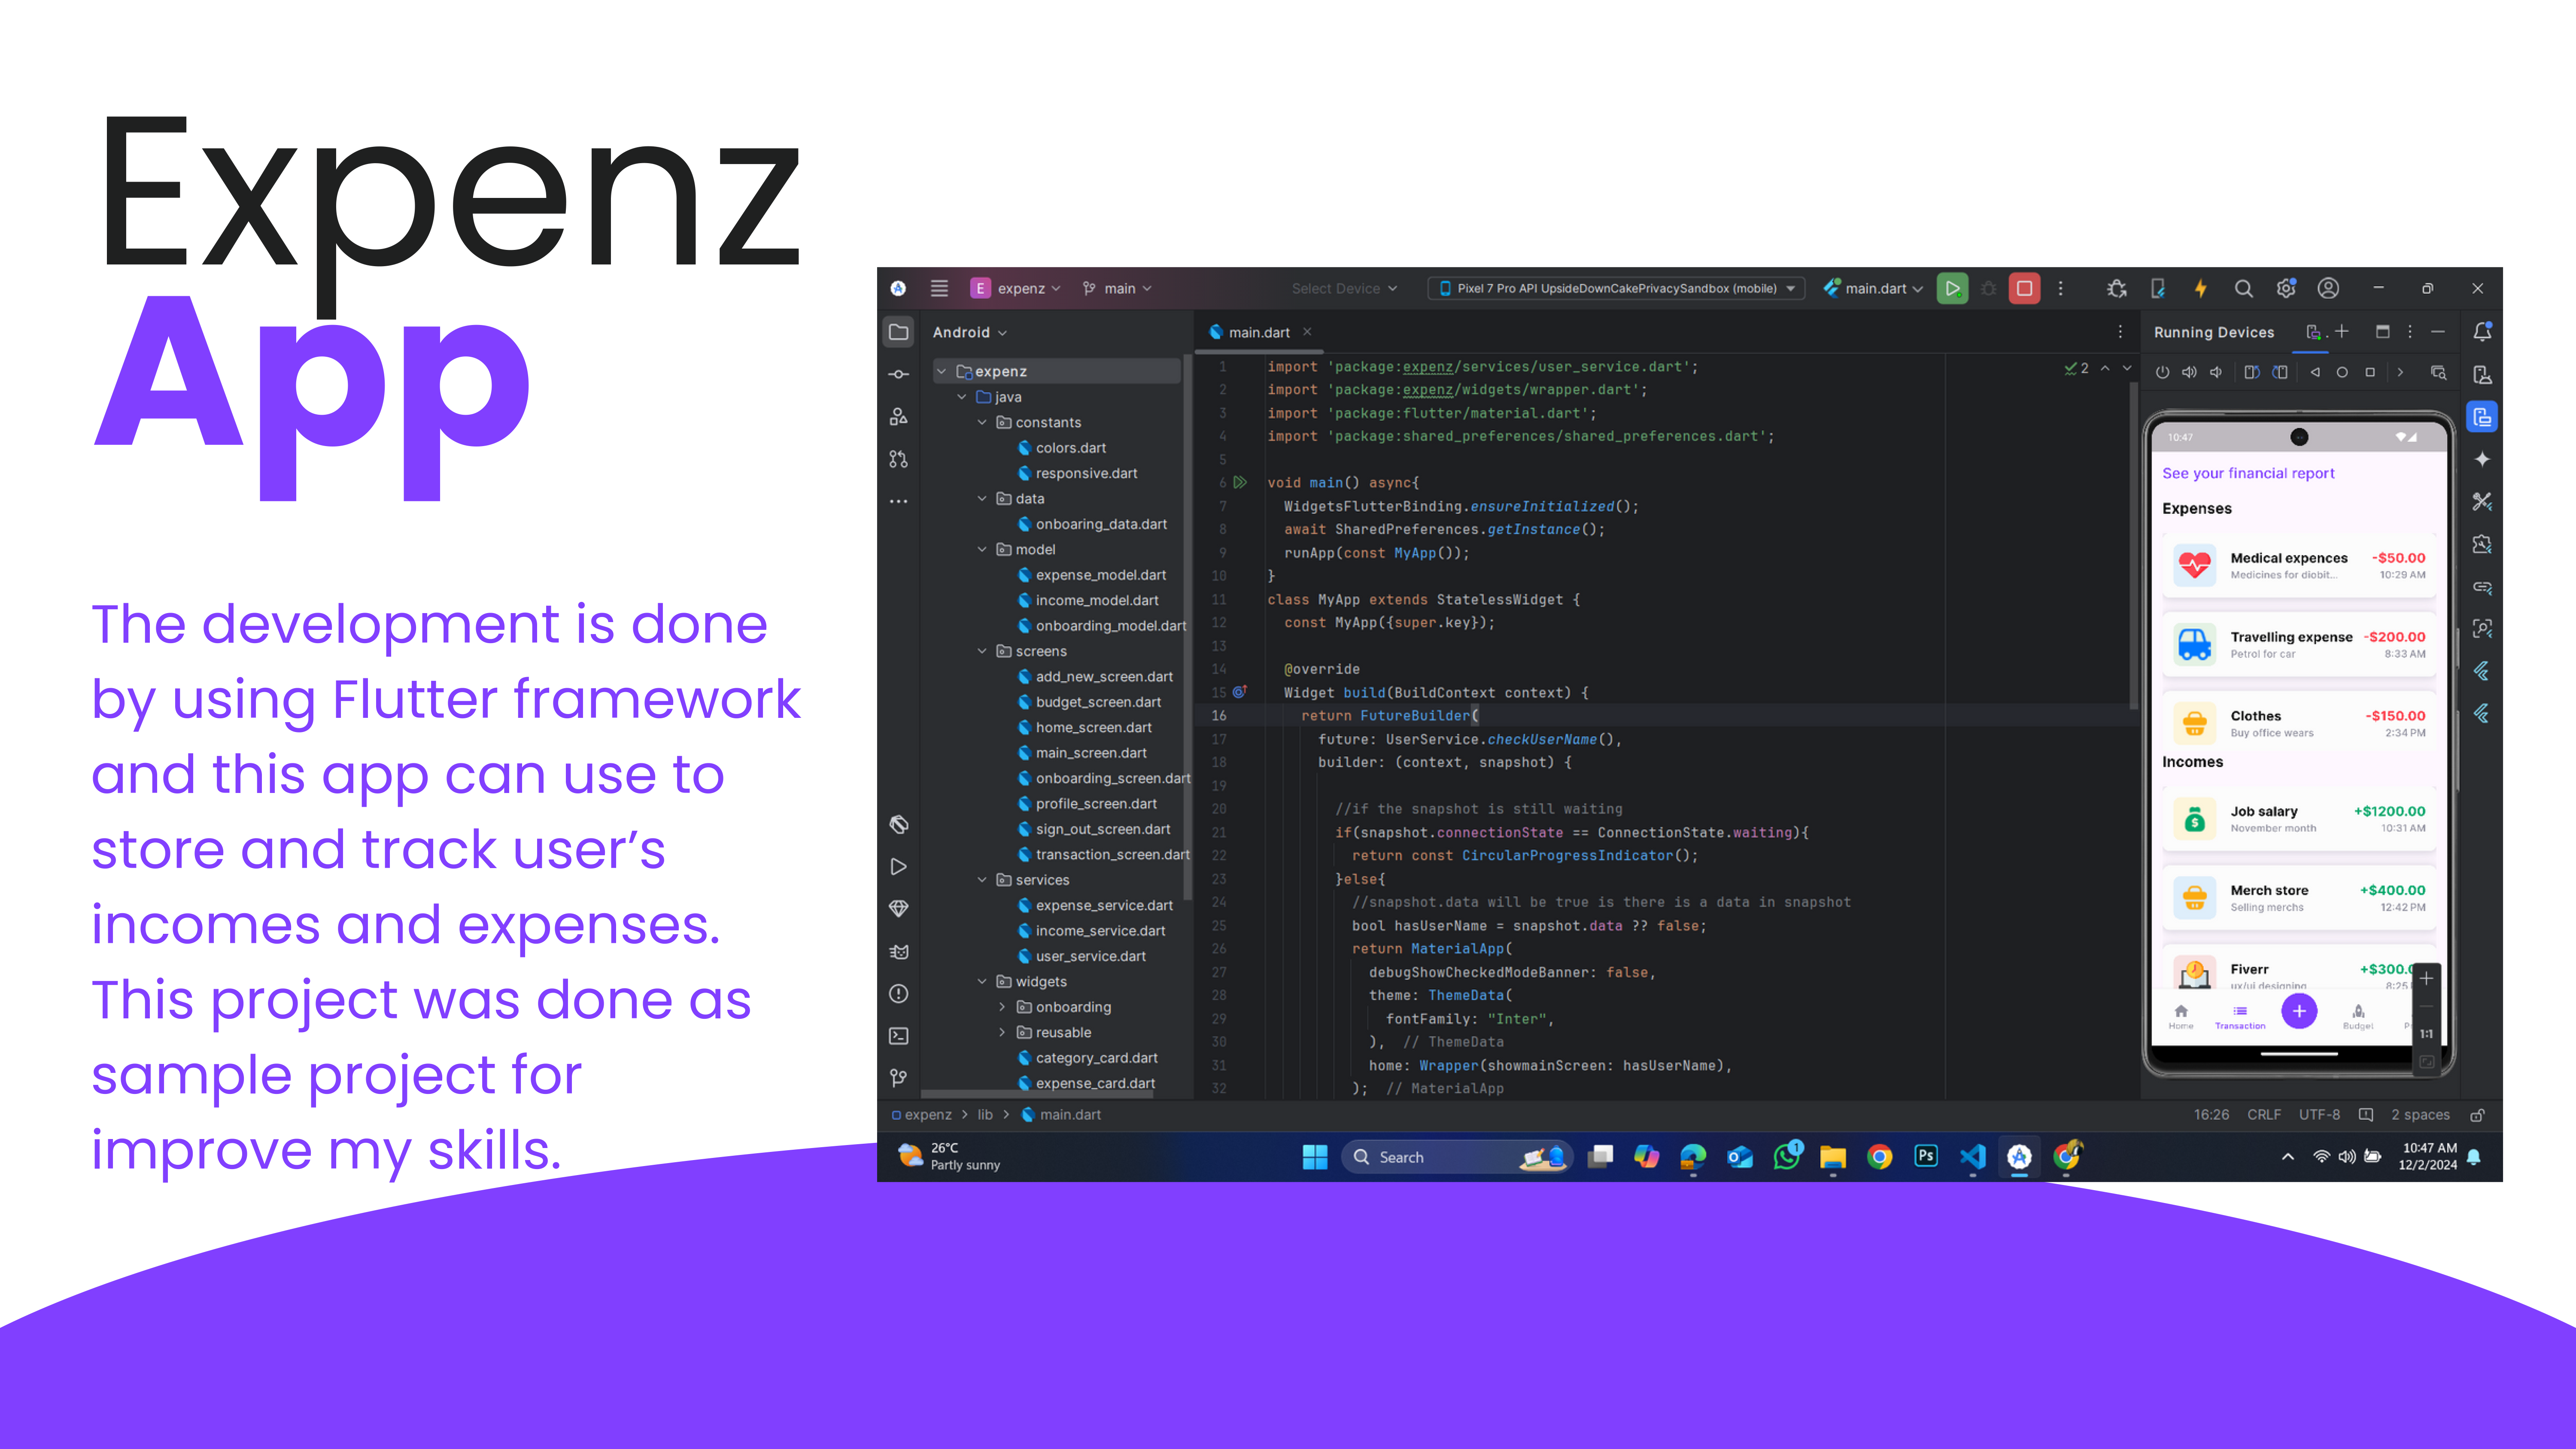 Expenz
App
The development is done
by using Flutter framework
and this app can use to
store and track user's
incomes and expenses.
This project was done as
sample project for
improve my skills.
E expenz main Select Device Pixel 7 Pro API UpsideDownCakePrivacySandbox (mobile) main.dart
Android
expenz
java
constants
colors.dart
responsive.dart
data
onboaring_data.dart
model
expense_model.dart
income_model.dart
onboarding_model.dart
screens
add_new_screen.dart
budget_screen.dart
home_screen.dart
main_screen.dart
onboarding_screen.dart
profile_screen.dart
sign_out_screen.dart
transaction_screen.dart
services
expense_service.dart
income_service.dart
user_service.dart
widgets
onboarding
reusable
category_card.dart
expense_card.dart
main.dart
2
1 import 'package:expenz/services/user_service.dart';
2 import 'package:expenz/widgets/wrapper.dart';
3 import 'package:flutter/material.dart';
4 import 'package:shared_preferences/shared_preferences.dart';
5
6 void main() async{
7 WidgetsFlutterBinding.ensureInitialized();
8 await SharedPreferences.getInstance();
9 runApp(const MyApp());
10 }
11 class MyApp extends StatelessWidget {
12 const MyApp({super.key});
13
14 @override
15 Widget build(BuildContext context) {
16 return FutureBuilder(
17 future: UserService.checkUserName(),
18 builder: (context, snapshot) {
19
20 //if the snapshot is still waiting
21 if(snapshot.connectionState == ConnectionState.waiting){
22 return const CircularProgressIndicator();
23 }else{
24 //snapshot.data will be true is there is a data in snapshot
25 bool hasUserName = snapshot.data ?? false;
26 return MaterialApp(
27 debugShowCheckedModeBanner: false,
28 theme: ThemeData(
29 fontFamily: "Inter",
30 ), // ThemeData
31 home: Wrapper(showmainScreen: hasUserName),
32 ); // MaterialApp
Running Devices
10:47
See your financial report
Expenses
Medical expences -$50.00
Medicines for diobit... 10:29 AM
Travelling expense -$200.00
Petrol for car 8:33 AM
Clothes -$150.00
Buy office wears 2:34 PM
Incomes
Job salary +$1200.00
November month 10:31 AM
Merch store +$400.00
Selling merchs 12:42 PM
Fiverr +$300.
ux/ui designing 8:25
Home Transaction Budget
1:1
expenz > lib > main.dart
16:26 CRLF UTF-8 2 spaces
26°C
Partly sunny
Search
1
Ps
10:47 AM
12/2/2024